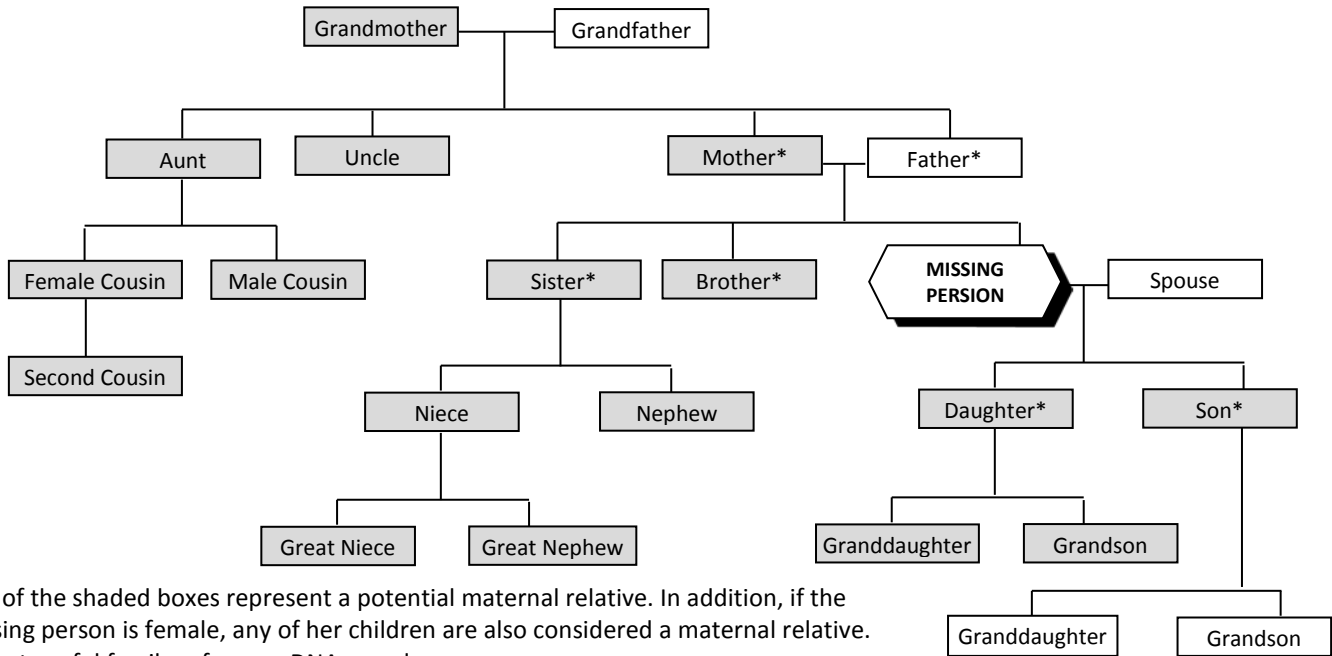 Grandmother
Grandfather
Aunt
Uncle
Mother*
Father*
Female Cousin
Male Cousin
Sister*
Brother*
MISSING
PERSION
Spouse
Second Cousin
Niece
Nephew
Daughter*
Son*
Great Niece
Great Nephew
Granddaughter
Grandson
of the shaded boxes represent a potential maternal relative. In addition, if the
sing person is female, any of her children are also considered a maternal relative.
Granddaughter
Grandson